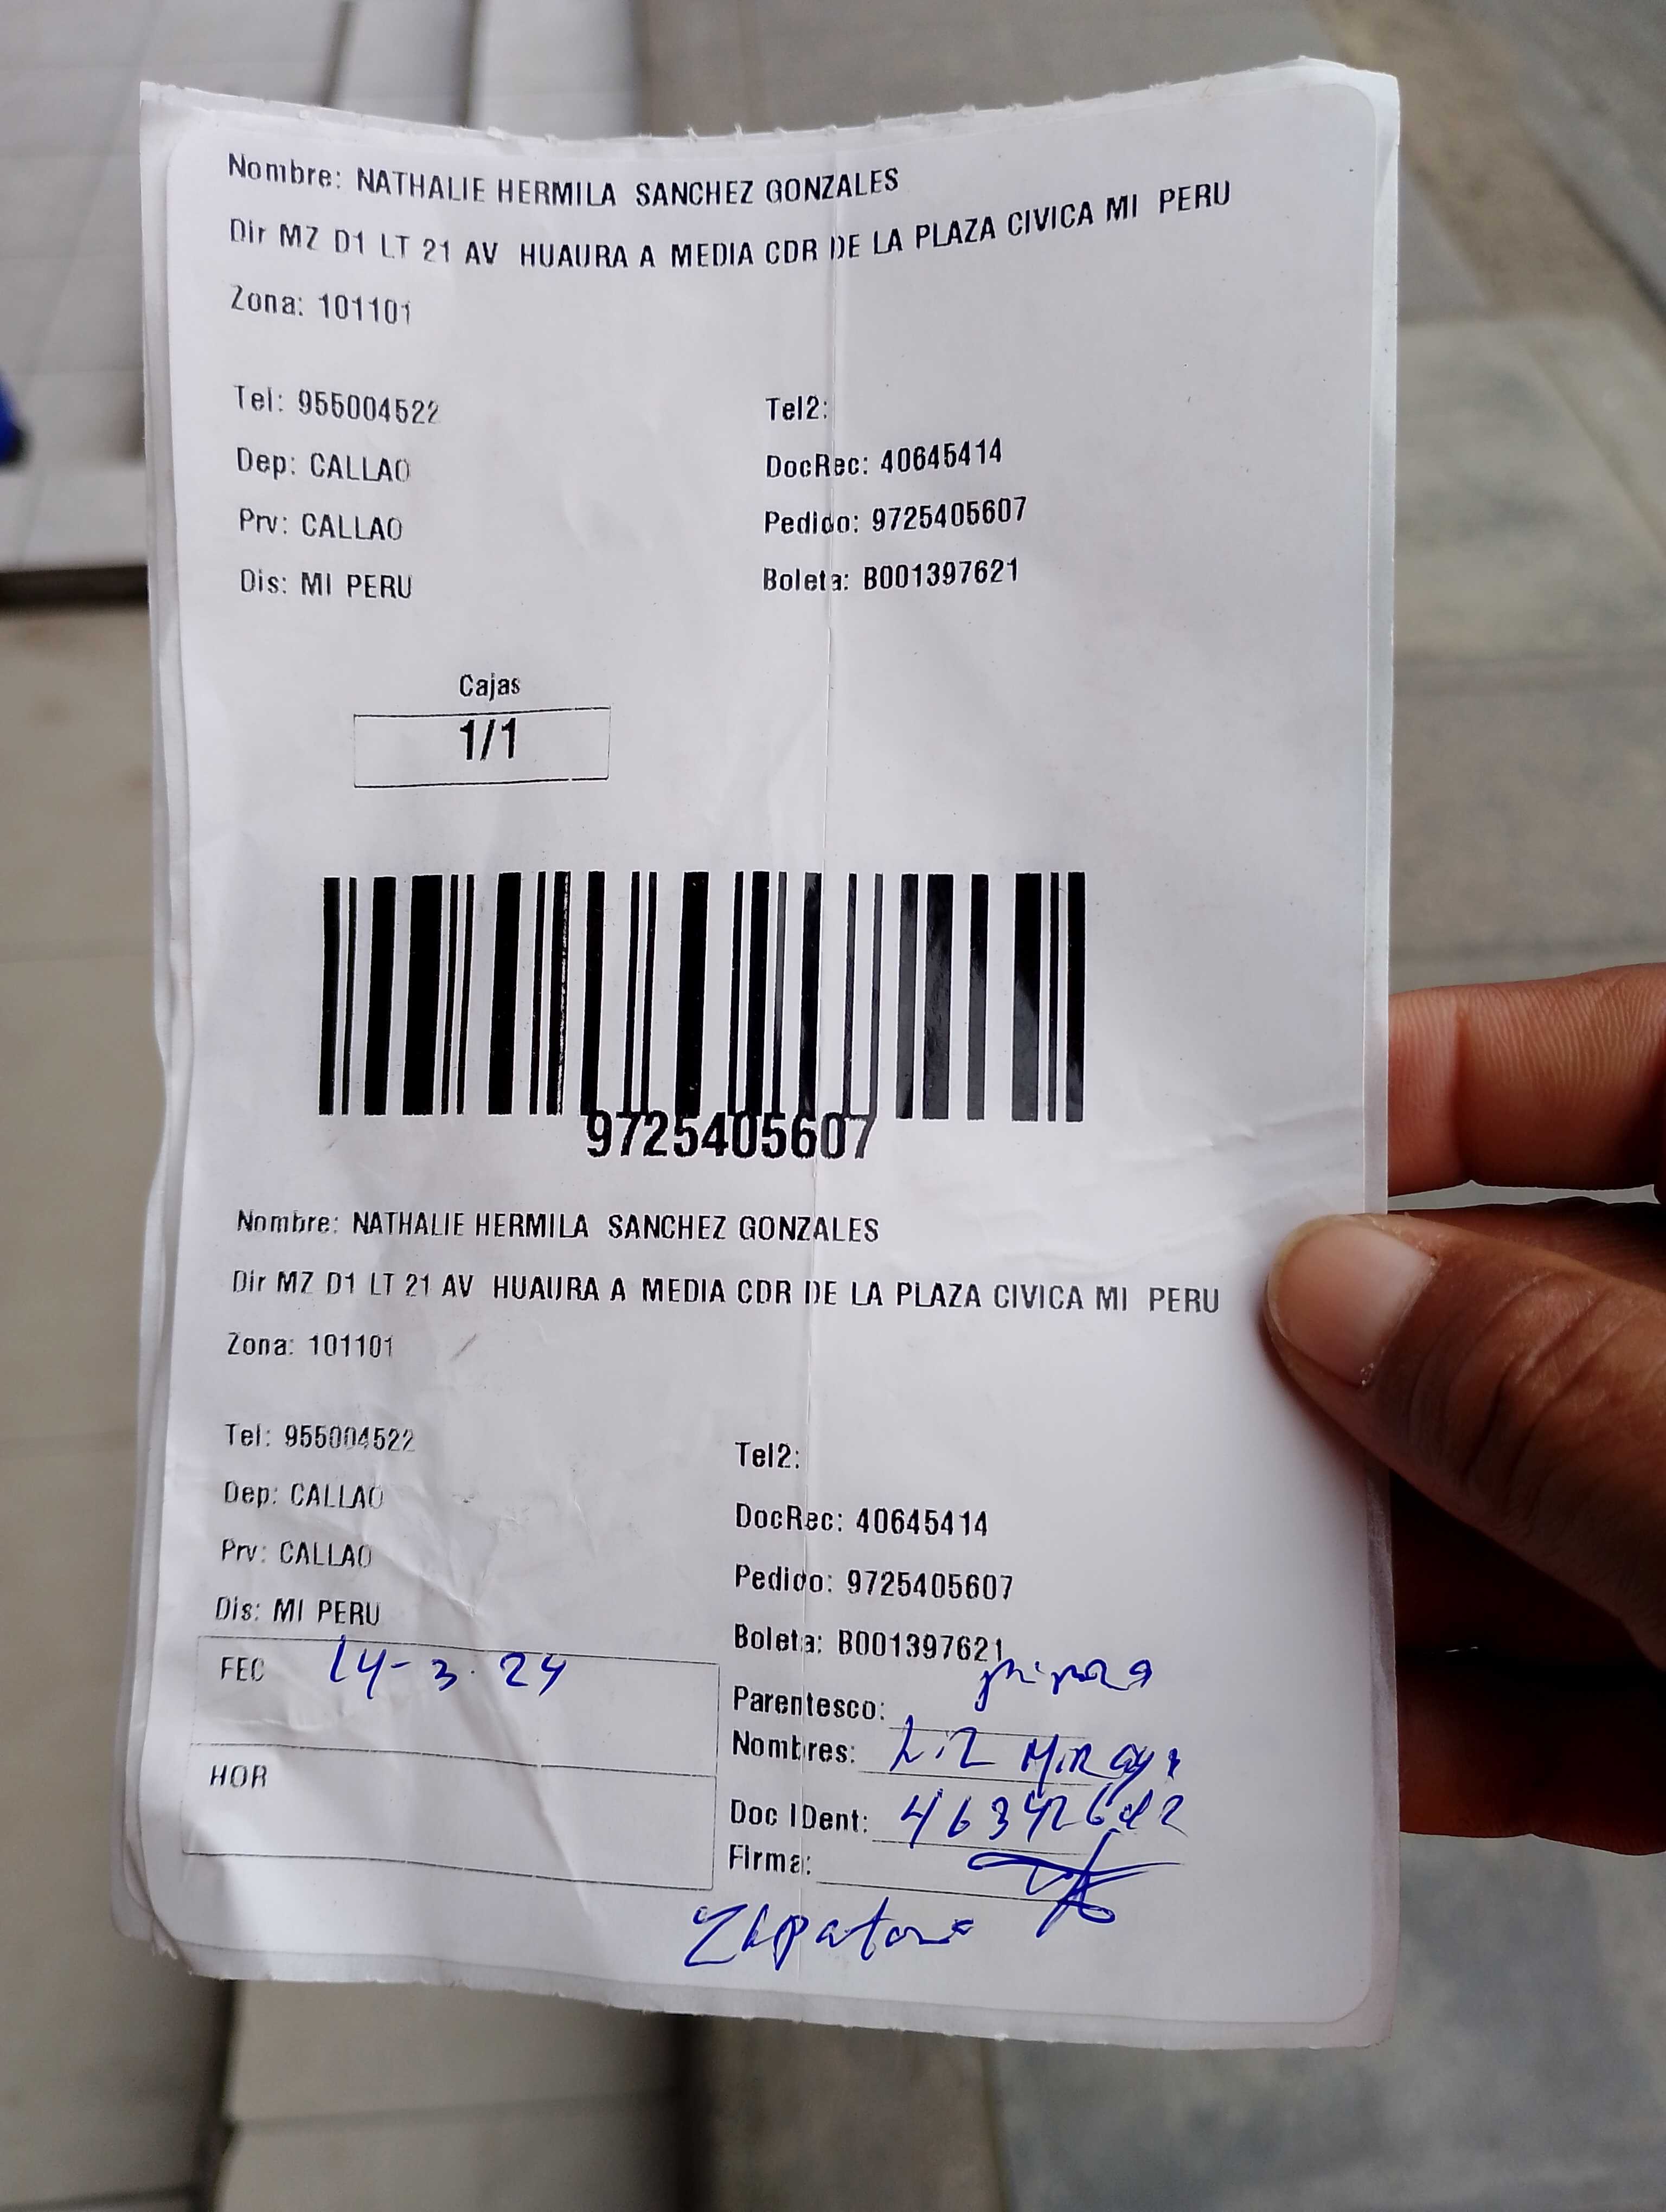 Nombre: NATHALIE HERMILA SANCHEZ GONZALES
Dir MZ D1 LT 21 AV HUAURA A MEDIA CDR DE LA PLAZA CIVICA MI PERU
Zona: 101101
Tel: 955004522 Tel2:
Dep: CALLAO DocRec: 40645414
Prv: CALLAO Pedido: 9725405607
Dis: MI PERU Boleta: B001397621
Cajas
1/1
9725405607
Nombre: NATHALIE HERMILA SANCHEZ GONZALES
Dir MZ D1 LT 21 AV HUAURA A MEDIA CDR DE LA PLAZA CIVICA MI PERU
Zona: 101101
Tel: 955004522 Tel2:
Dep: CALLAO DocRec: 40645414
Prv: CALLAO Pedido: 9725405607
Dis: MI PERU Boleta: B001397621
FEC 14-3-24
Parentesco:
Nombres: Liz
HOR
Doc IDent:
Firma: